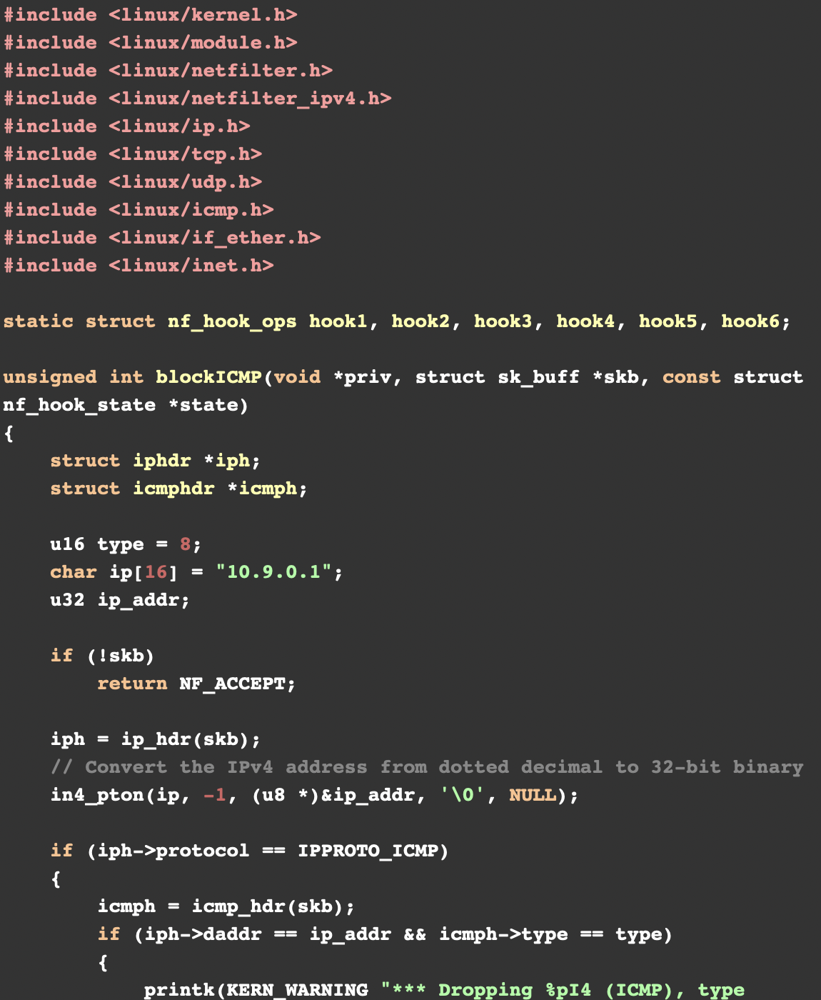 #include <linux/kernel.h>
#include <linux/module.h>
#include <linux/netfilter.h>
#include <linux/netfilter_ipv4.h>
#include <linux/ip.h>
#include <linux/tcp.h>
#include <linux/udp.h>
#include <linux/icmp.h>
#include <linux/if_ether.h>
#include <linux/inet.h>

static struct nf_hook_ops hook1, hook2, hook3, hook4, hook5, hook6;

unsigned int blockICMP(void *priv, struct sk_buff *skb, const struct
nf_hook_state *state)
{
    struct iphdr *iph;
    struct icmphdr *icmph;

    u16 type = 8;
    char ip[16] = "10.9.0.1";
    u32 ip_addr;

    if (!skb)
        return NF_ACCEPT;

    iph = ip_hdr(skb);
    // Convert the IPv4 address from dotted decimal to 32-bit binary
    in4_pton(ip, -1, (u8 *)&ip_addr, '\0', NULL);

    if (iph->protocol == IPPROTO_ICMP)
    {
        icmph = icmp_hdr(skb);
        if (iph->daddr == ip_addr && icmph->type == type)
        {
            printk(KERN_WARNING "*** Dropping %pI4 (ICMP), type